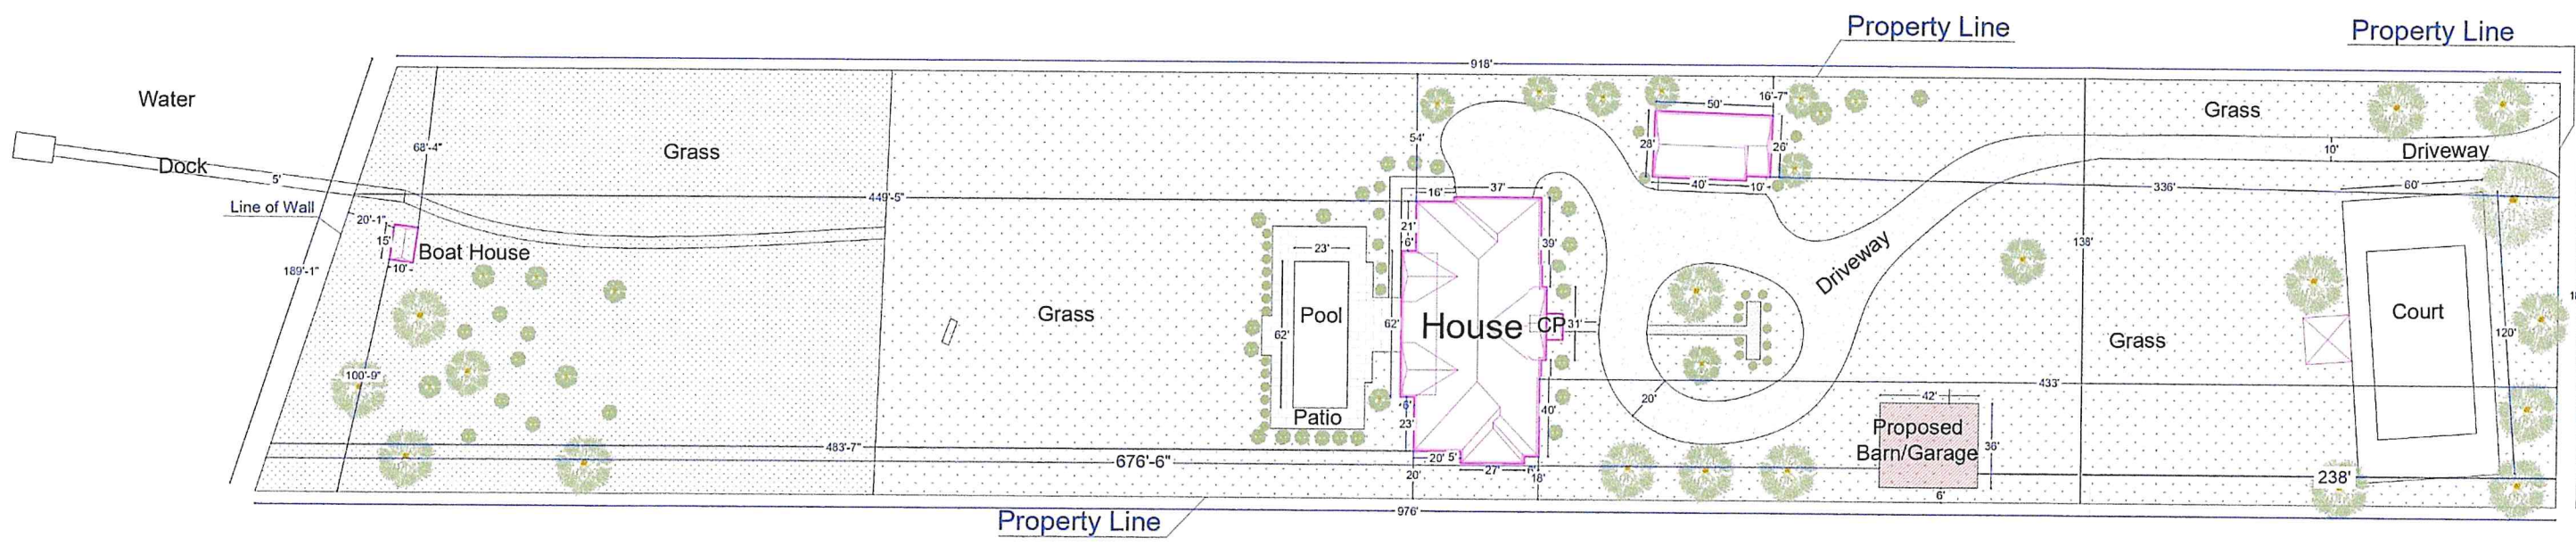 Property Line
Property Line
918'
Water
Grass
Grass
16'-7"
50'
54'
68'-4"
28'
26'
10'
Driveway
Dock
5'
449'-5"
16'
37'
40'
10'
336'
60'
Line of Wall
20'-1"
15'
10'
Boat House
21'
6'
39'
138'
Driveway
23'
189'-1"
Grass
Pool
62'
62'
House
CP
31'
Grass
Court
120'
100'-9"
433'
20'
42'
6'
40'
Patio
23'
Proposed
Barn/Garage
36'
483'-7"
676'-6"
20'
5'
27'
20'
18'
238'
6'
976'
Property Line